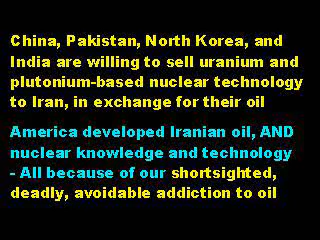 China, Pakistan, North Korea, and
India are willing to sell uranium and
plutonium-based nuclear technology
to Iran, in exchange for their oil
America developed Iranian oil, AND
nuclear knowledge and technology
- All because of our shortsighted,
deadly, avoidable addiction to oil